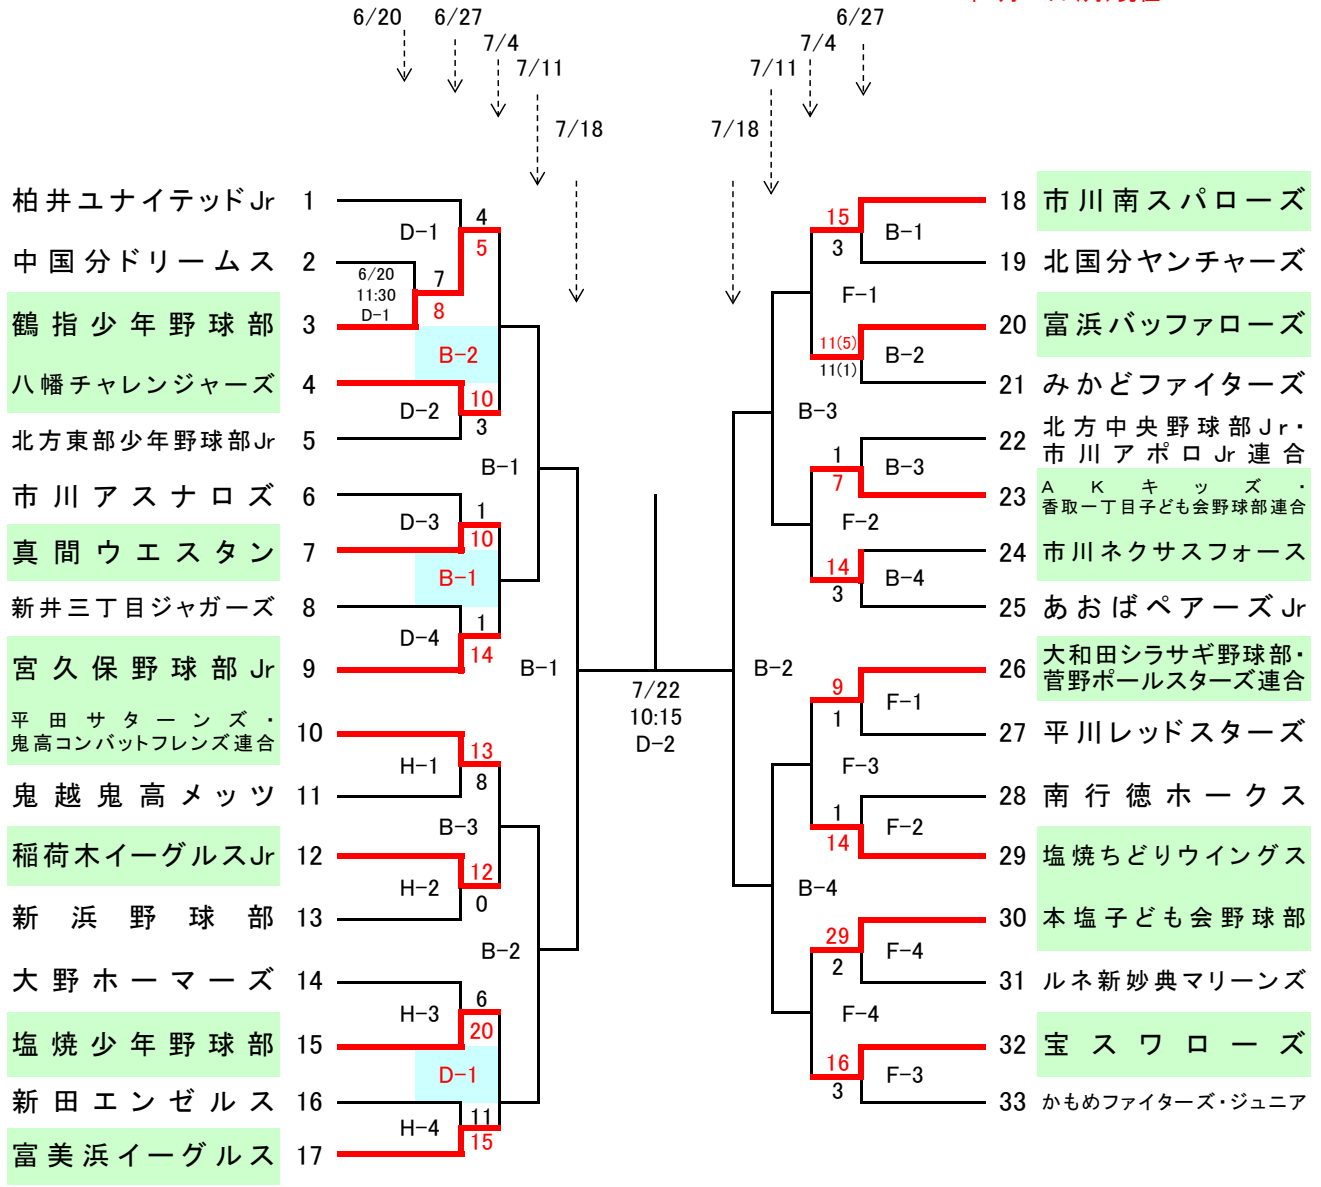 6/20
6/27
7/4
7/11
7/18
6/27
7/4
7/11
7/18
柏井ユナイテッドJr 1
中国分ドリームス 2
鶴指少年野球部 3
八幡チャレンジャーズ 4
北方東部少年野球部Jr 5
市川アスナロズ 6
真間ウエスタン 7
新井三丁目ジャガーズ 8
宮久保野球部Jr 9
平田サターンズ・
鬼高コンバットフレンズ連合 10
鬼越鬼高メッツ 11
稲荷木イーグルスJr 12
新浜野球部 13
大野ホーマーズ 14
塩焼少年野球部 15
新田エンゼルス 16
富美浜イーグルス 17
D-1
4
5
6/20
11:30
D-1
7
8
B-2
D-2
10
3
B-1
D-3
1
10
B-1
D-4
1
14
B-1
H-1
13
8
B-3
H-2
12
0
B-2
H-3
6
20
D-1
H-4
11
15
7/22
10:15
D-2
15
3
B-1
F-1
11(5)
11(1)
B-2
B-3
1
7
B-3
F-2
14
3
B-4
B-2
9
1
F-1
F-3
1
14
F-2
B-4
29
2
F-4
F-4
16
3
F-3
18 市川南スパローズ
19 北国分ヤンチャーズ
20 富浜バッファローズ
21 みかどファイターズ
22 北方中央野球部Jr・
市川アポロJr連合
23 AKキッズ・
香取一丁目子ども会野球部連合
24 市川ネクサスフォース
25 あおばペアーズJr
26 大和田シラサギ野球部・
菅野ポールスターズ連合
27 平川レッドスターズ
28 南行徳ホークス
29 塩焼ちどりウイングス
30 本塩子ども会野球部
31 ルネ新妙典マリーンズ
32 宝スワローズ
33 かもめファイターズ・ジュニア